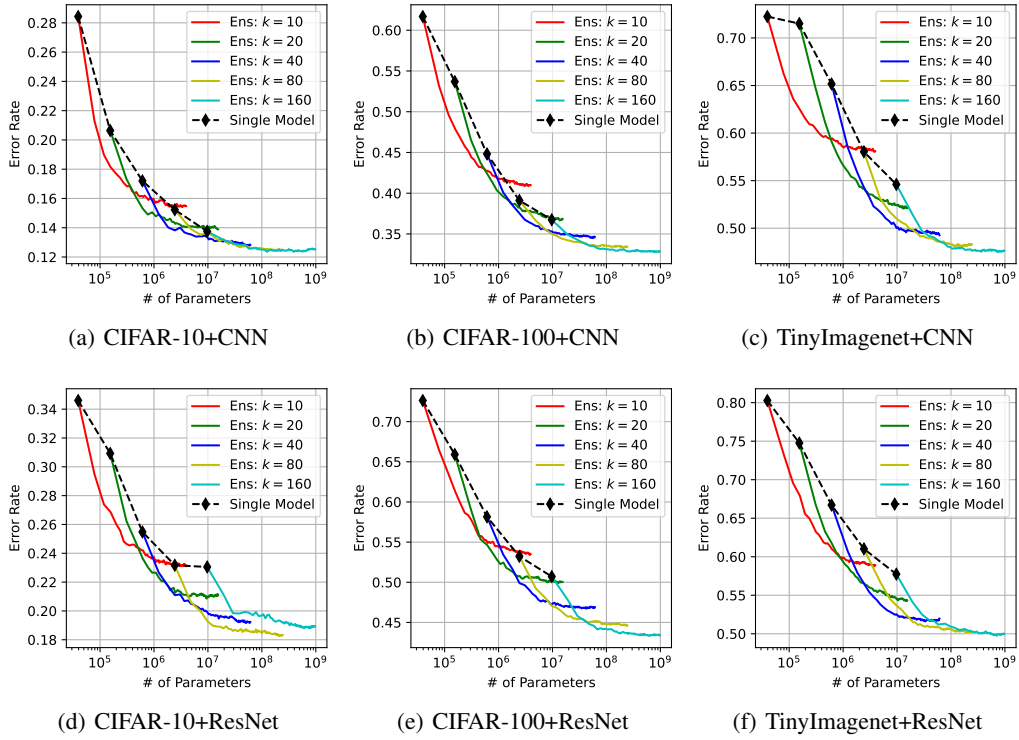 0.28
0.26
0.24
0.22
0.20
0.18
0.16
0.14
0.12
Error Rate
10^5
10^6
10^7
10^8
10^9
# of Parameters
Ens: k = 10
Ens: k = 20
Ens: k = 40
Ens: k = 80
Ens: k = 160
Single Model
(a) CIFAR-10+CNN
0.60
0.55
0.50
0.45
0.40
0.35
Error Rate
10^5
10^6
10^7
10^8
10^9
# of Parameters
Ens: k = 10
Ens: k = 20
Ens: k = 40
Ens: k = 80
Ens: k = 160
Single Model
(b) CIFAR-100+CNN
0.70
0.65
0.60
0.55
0.50
Error Rate
10^5
10^6
10^7
10^8
10^9
# of Parameters
Ens: k = 10
Ens: k = 20
Ens: k = 40
Ens: k = 80
Ens: k = 160
Single Model
(c) TinyImagenet+CNN
0.34
0.32
0.30
0.28
0.26
0.24
0.22
0.20
0.18
Error Rate
10^5
10^6
10^7
10^8
10^9
# of Parameters
Ens: k = 10
Ens: k = 20
Ens: k = 40
Ens: k = 80
Ens: k = 160
Single Model
(d) CIFAR-10+ResNet
0.70
0.65
0.60
0.55
0.50
0.45
Error Rate
10^5
10^6
10^7
10^8
10^9
# of Parameters
Ens: k = 10
Ens: k = 20
Ens: k = 40
Ens: k = 80
Ens: k = 160
Single Model
(e) CIFAR-100+ResNet
0.80
0.75
0.70
0.65
0.60
0.55
0.50
Error Rate
10^5
10^6
10^7
10^8
10^9
# of Parameters
Ens: k = 10
Ens: k = 20
Ens: k = 40
Ens: k = 80
Ens: k = 160
Single Model
(f) TinyImagenet+ResNet